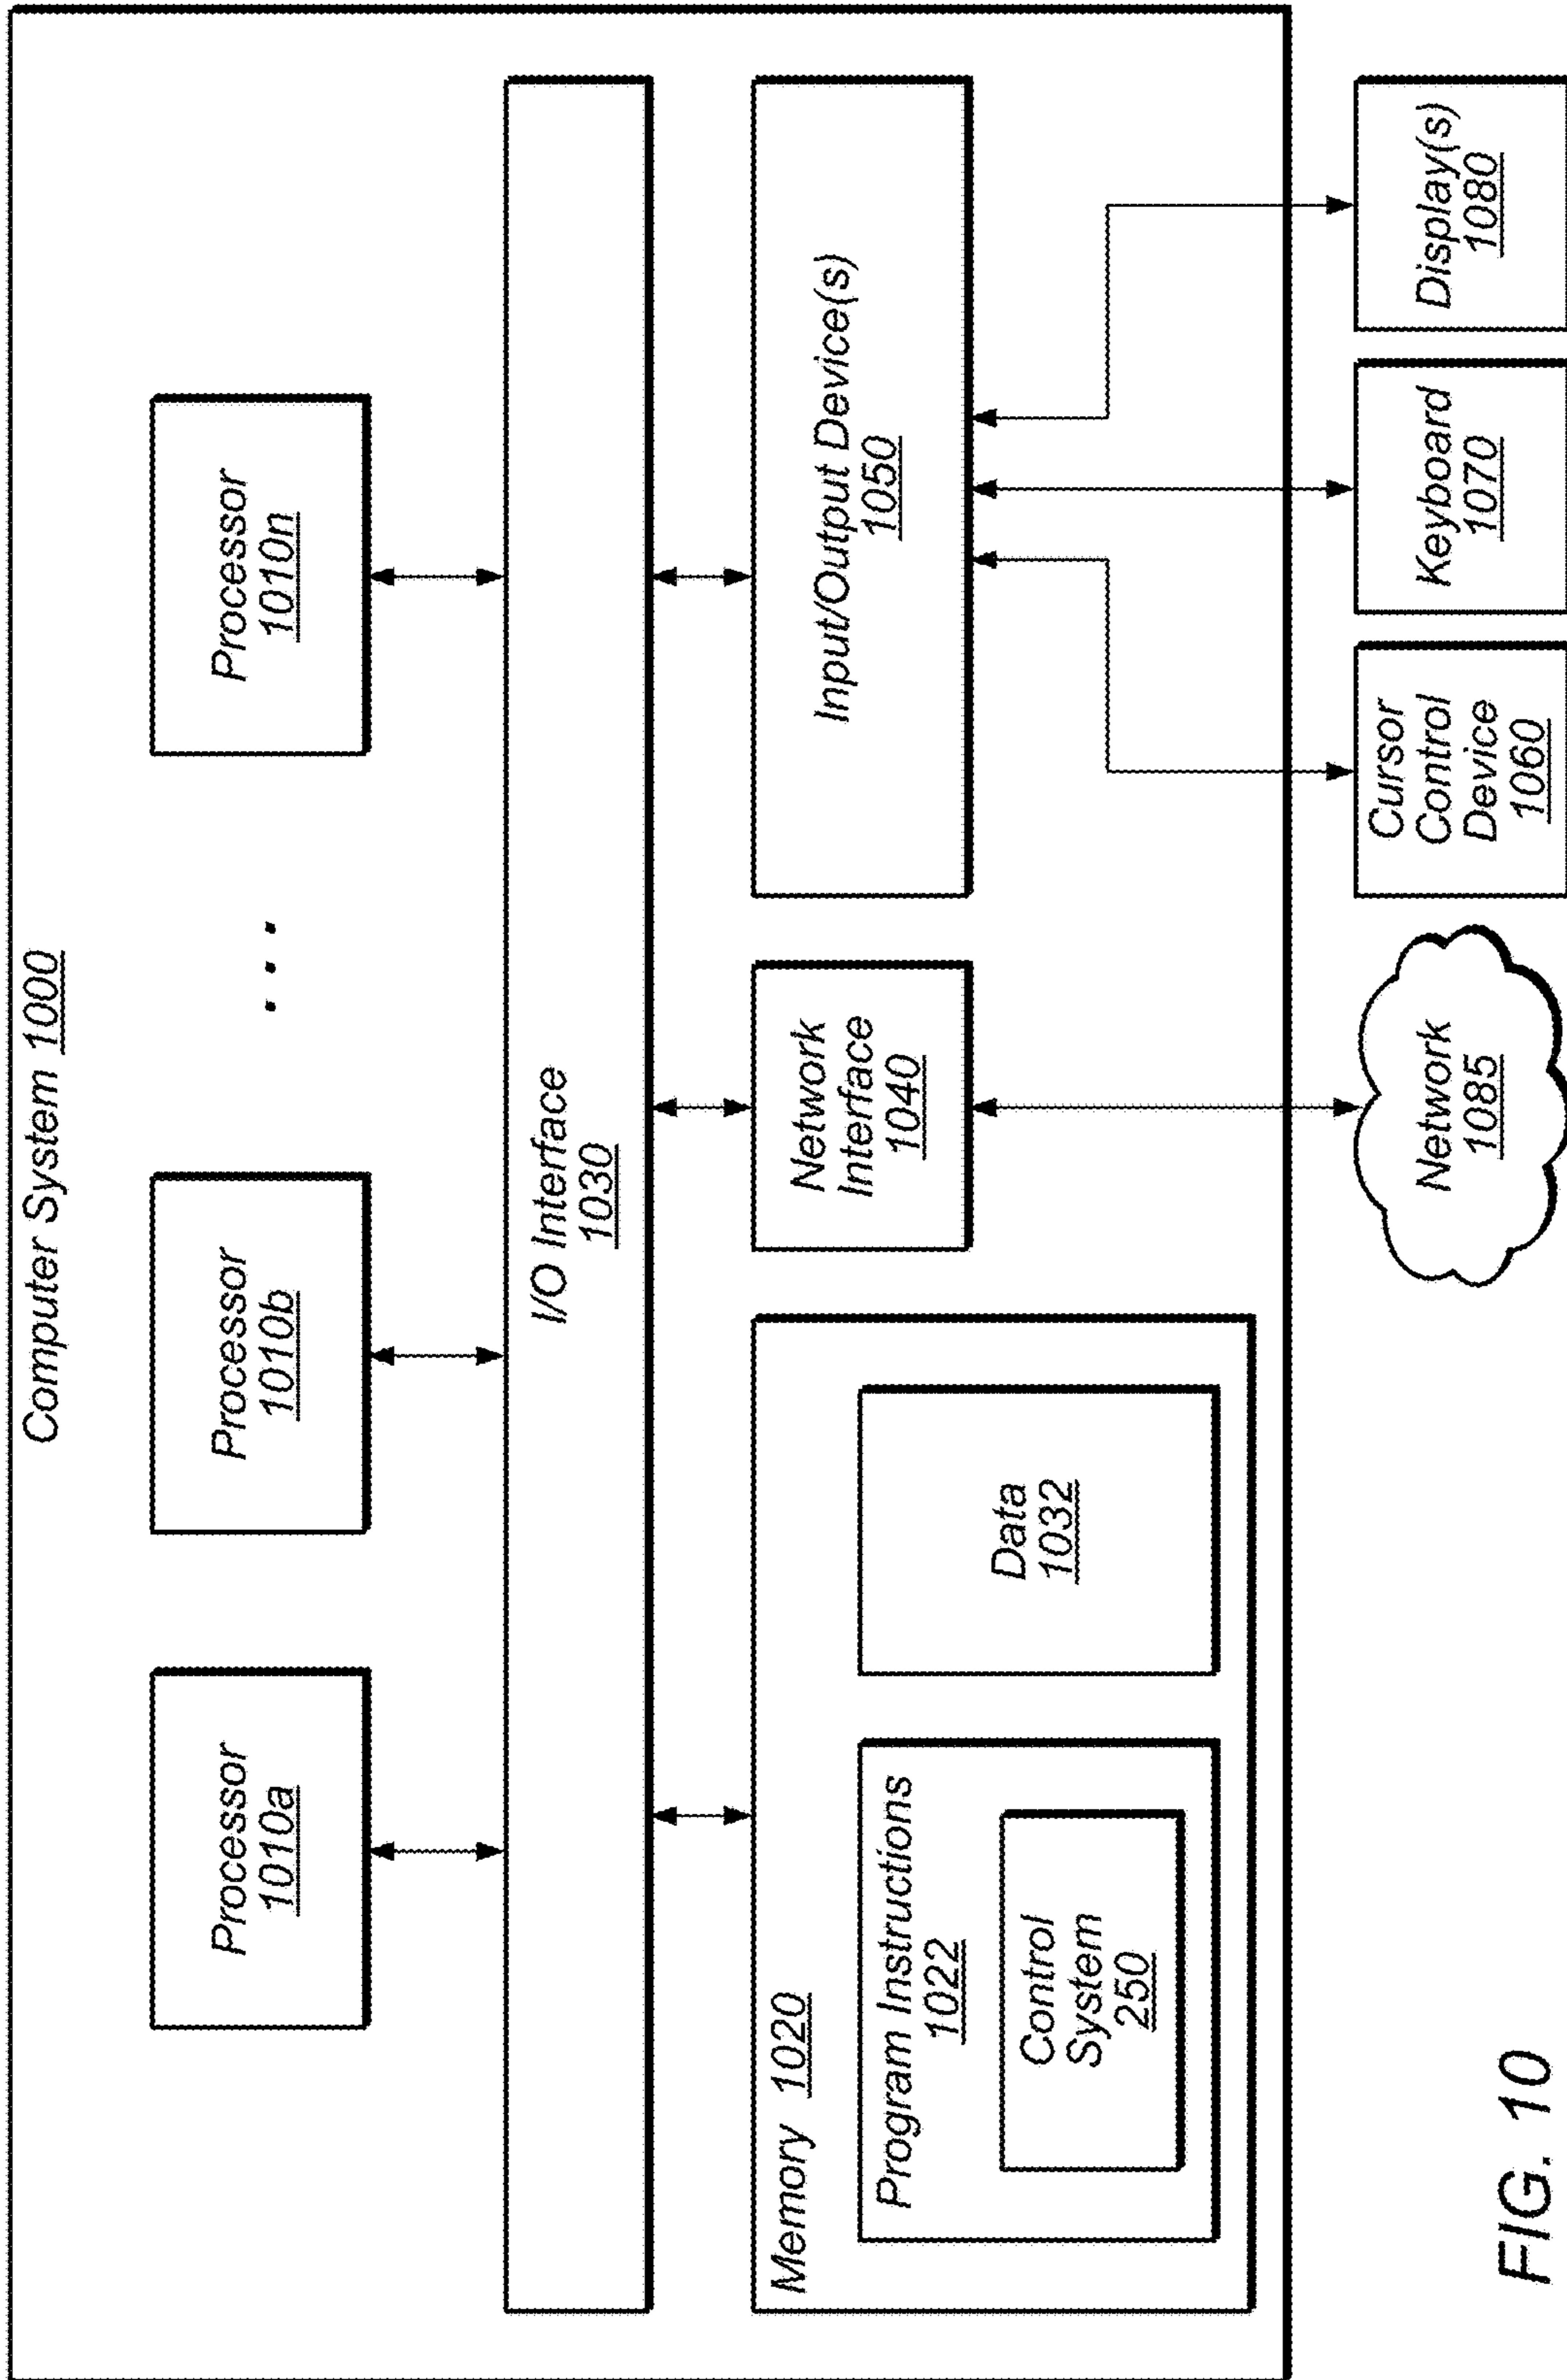 Computer System 1000
Processor
1010a
Processor
1010b
. . .
Processor
1010n
I/O Interface
1030
Memory 1020
Program Instructions
1022
Control
System
250
Data
1032
Network
Interface
1040
Input/Output Device(s)
1050
Network
1085
Cursor
Control
Device
1060
Keyboard
1070
Display(s)
1080
FIG. 10